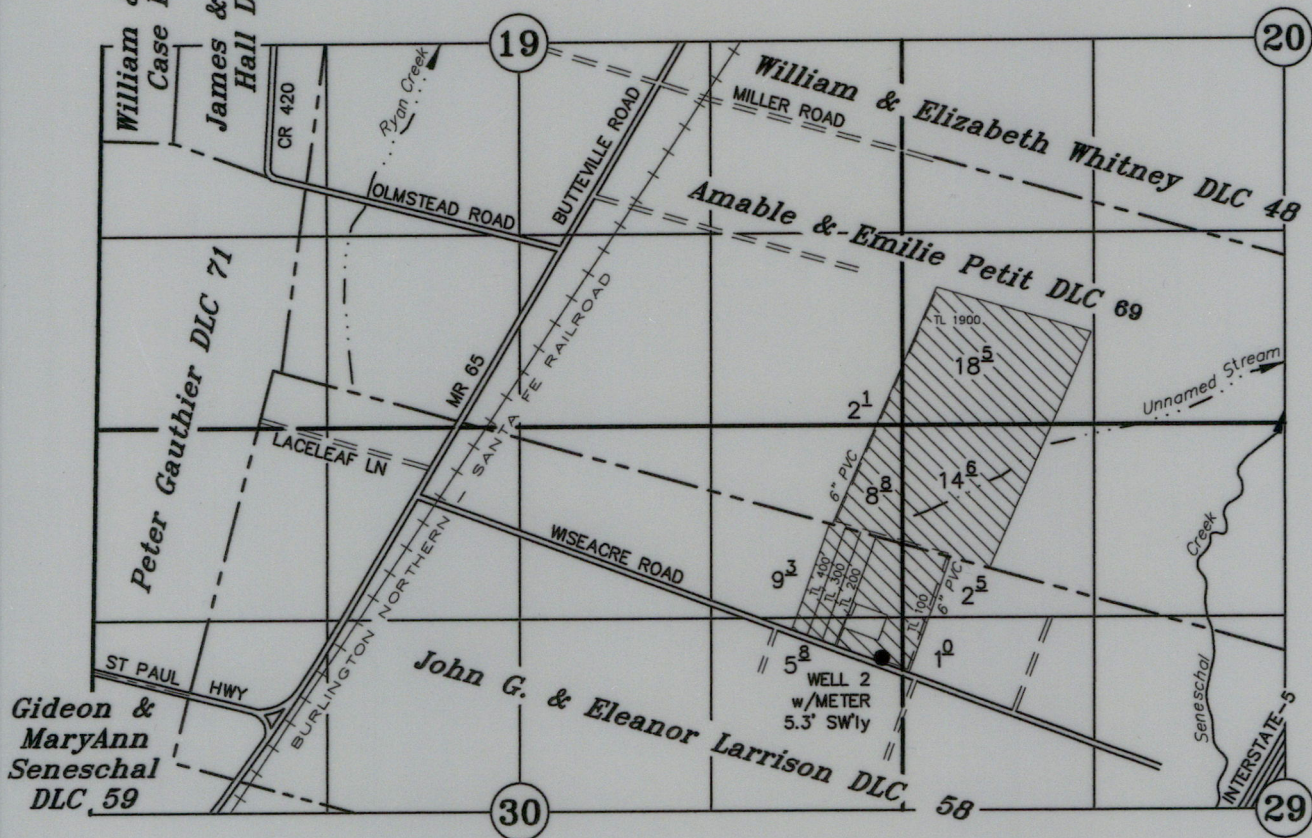 William &
Case
James &
Hall D
CR 420
Ryan Creek
19
20
BUTTEVILLE ROAD
OLMSTEAD ROAD
William & Elizabeth Whitney DLC 48
MILLER ROAD
Amable & Emilie Petit DLC 69
Peter Gauthier DLC 71
MR 65
BURLINGTON NORTHERN - SANTA FE RAILROAD
LACELEAF LN
TL 1900
18 5
2 1
Unnamed Stream
6" PVC
8 8
14 6
WISEACRE ROAD
9 3
TL 400
TL 300
TL 200
TL 100
6" PVC
2 5
5 8
1 0
WELL 2
w/METER
5.3' SW'ly
Seneschal Creek
ST PAUL HWY
John G. & Eleanor Larrison DLC 58
Gideon &
MaryAnn
Seneschal
DLC 59
INTERSTATE-5
30
29